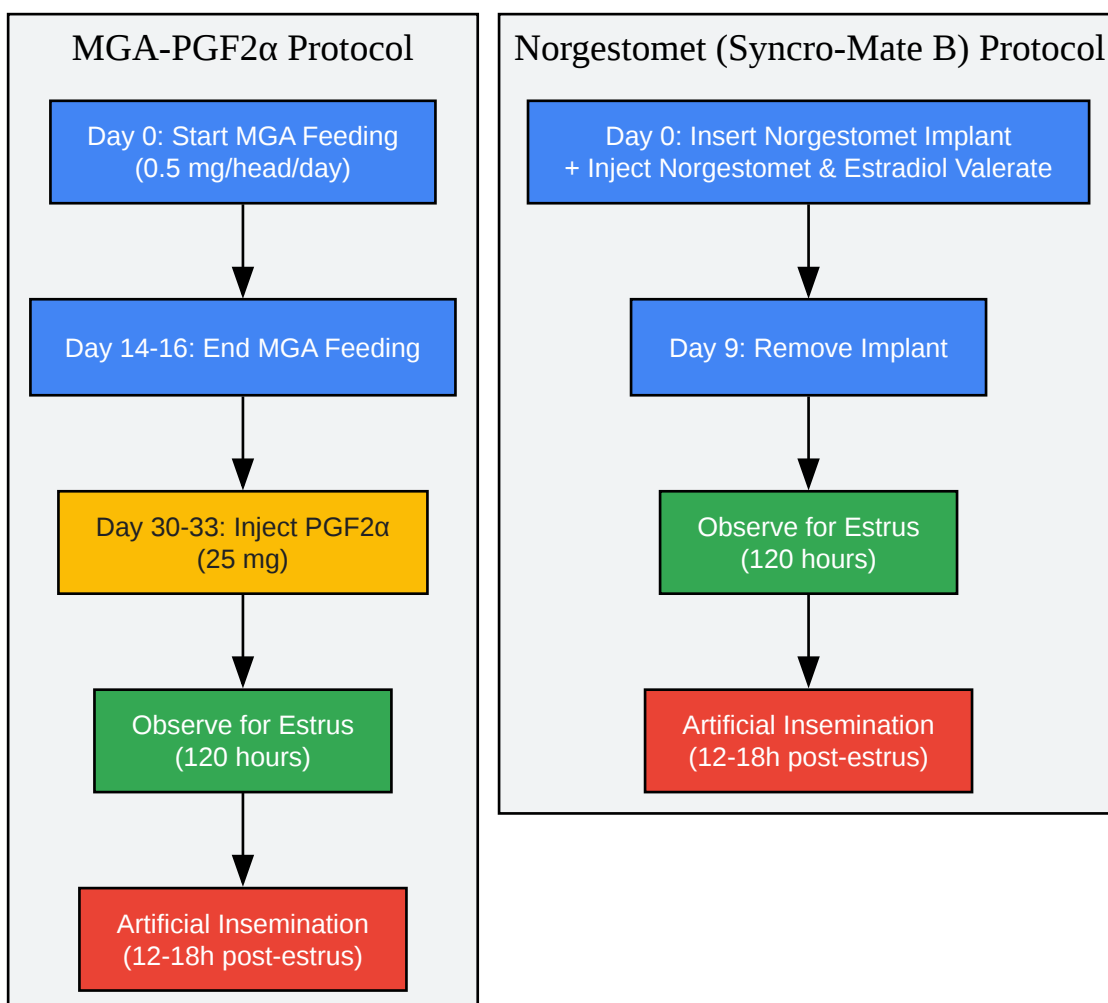 MGA-PGF2α Protocol
Day 0: Start MGA Feeding
(0.5 mg/head/day)
Day 14-16: End MGA Feeding
Day 30-33: Inject PGF2α
(25 mg)
Observe for Estrus
(120 hours)
Artificial Insemination
(12-18h post-estrus)
Norgestomet (Syncro-Mate B) Protocol
Day 0: Insert Norgestomet Implant
+ Inject Norgestomet & Estradiol Valerate
Day 9: Remove Implant
Observe for Estrus
(120 hours)
Artificial Insemination
(12-18h post-estrus)